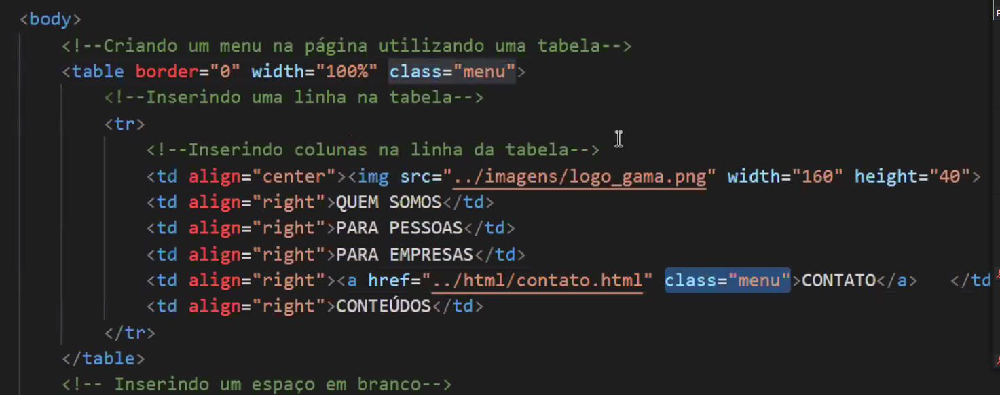 <body>
<!--Criando um menu na página utilizando uma tabela-->
<table border="0" width="100%" class="menu">
<!--Inserindo uma linha na tabela-->
<tr>
<!--Inserindo colunas na linha da tabela-->
<td align="center"><img src="../imagens/logo_gama.png" width="160" height="40">
<td align="right">QUEM SOMOS</td>
<td align="right">PARA PESSOAS</td>
<td align="right">PARA EMPRESAS</td>
<td align="right"><a href="../html/contato.html" class="menu">CONTATO</a> </td
<td align="right">CONTEÚDOS</td>
</tr>
</table>
<!-- Inserindo um espaço em branco-->